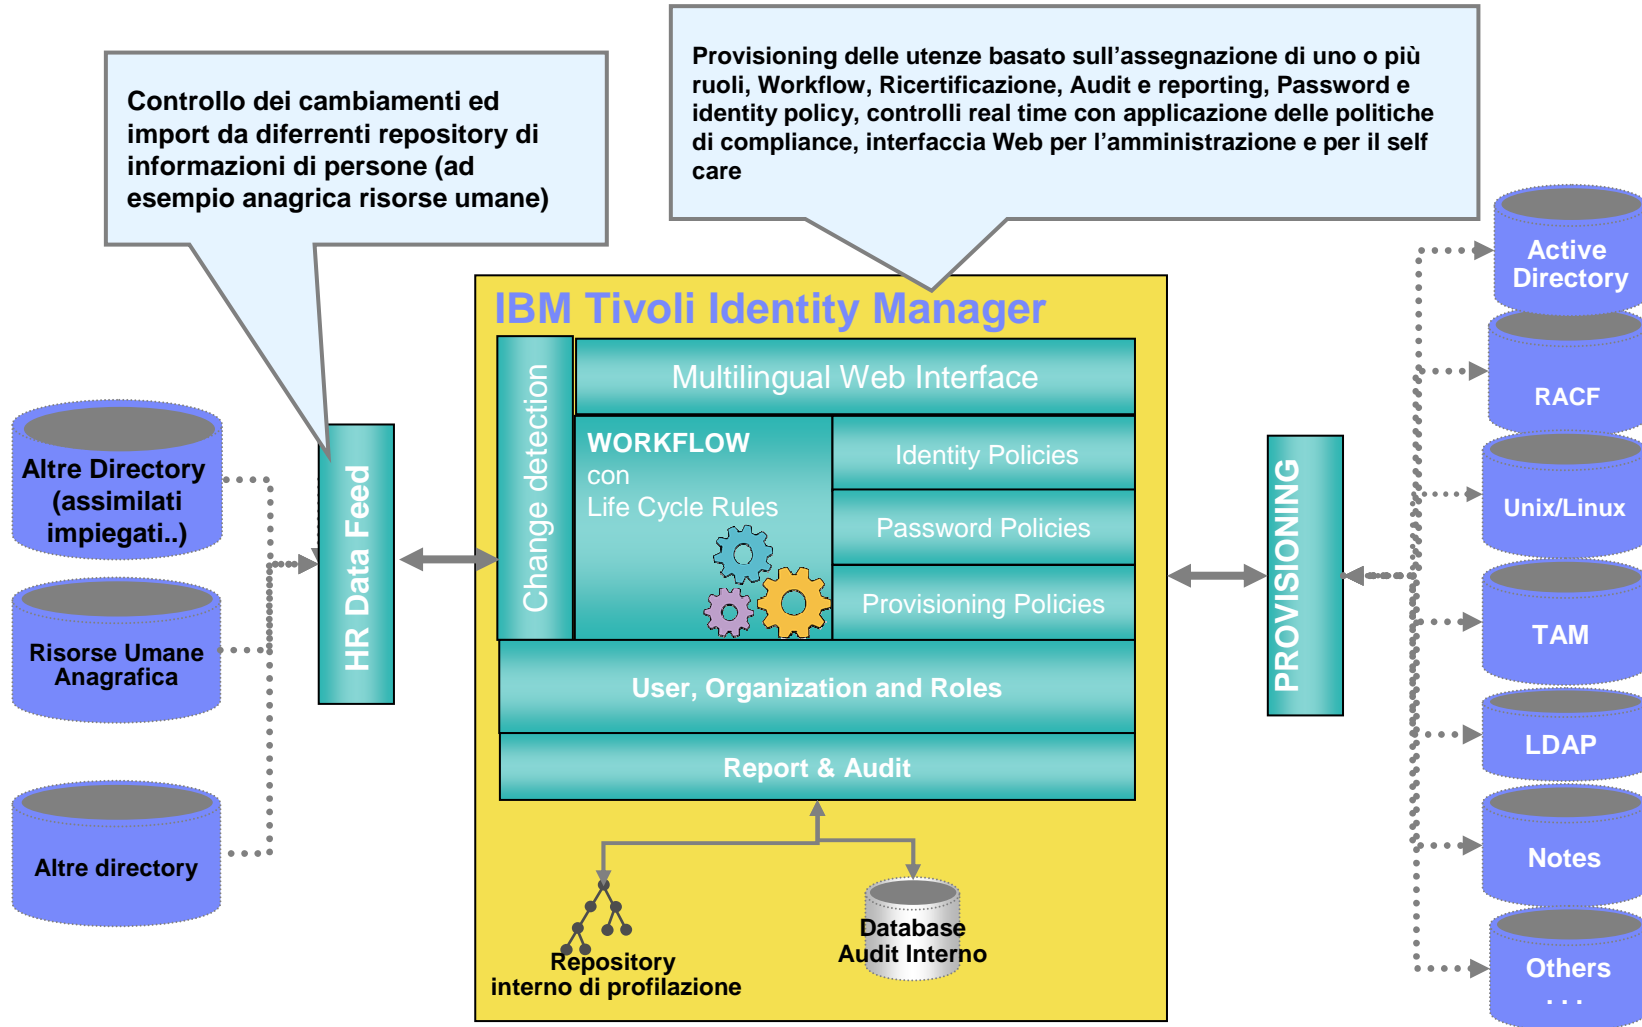 Provisioning delle utenze basato sull'assegnazione di uno o più
ruoli, Workflow, Ricertificazione, Audit e reporting, Password e
identity policy, controlli real time con applicazione delle politiche
di compliance, interfaccia Web per l'amministrazione e per il self
care
Controllo dei cambiamenti ed
import da diferrenti repository di
informazioni di persone (ad
esempio anagrica risorse umane)
Altre Directory
(assimilati
impiegati..)
Risorse Umane
Anagrafica
Altre directory
HR Data Feed
IBM Tivoli Identity Manager
Change detection
Multilingual Web Interface
WORKFLOW
con
Life Cycle Rules
Identity Policies
Password Policies
Provisioning Policies
User, Organization and Roles
Report & Audit
Repository
interno di profilazione
Database
Audit Interno
PROVISIONING
Active
Directory
RACF
Unix/Linux
TAM
LDAP
Notes
Others
. . .